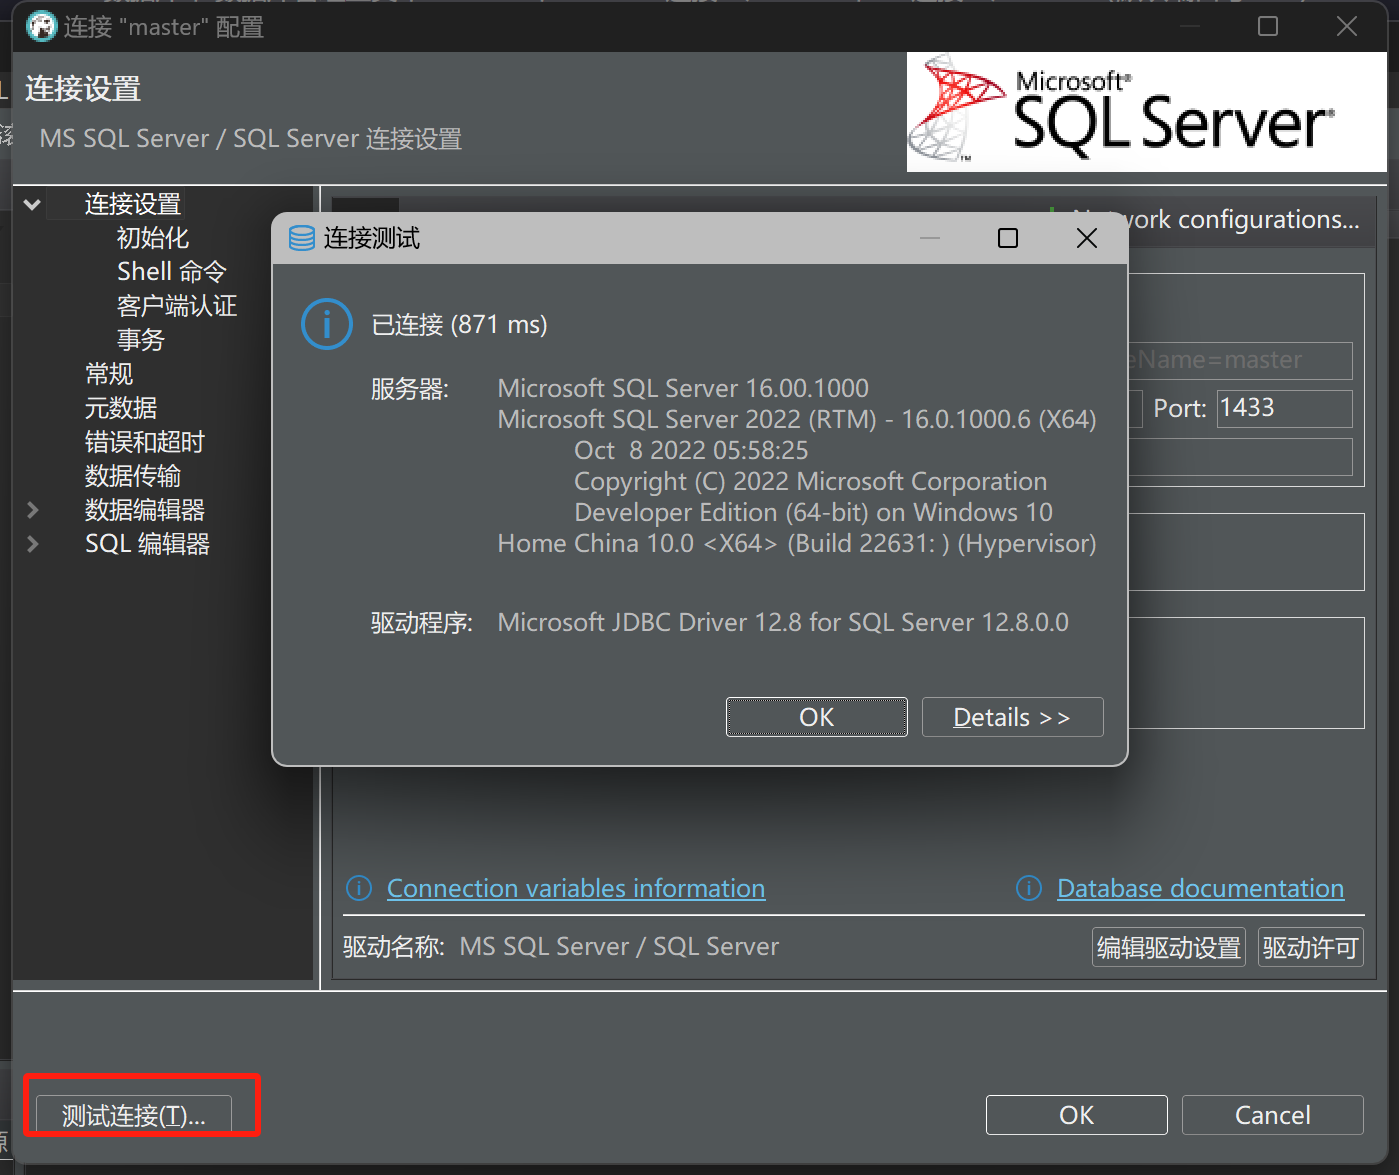 连接 "master" 配置
连接设置
MS SQL Server / SQL Server 连接设置
Microsoft®
SQL Server®
™
连接设置
初始化
Shell 命令
客户端认证
事务
常规
元数据
错误和超时
数据传输
数据编辑器
SQL 编辑器
work configurations...
eName=master
Port: 1433
连接测试
已连接 (871 ms)
服务器: Microsoft SQL Server 16.00.1000
Microsoft SQL Server 2022 (RTM) - 16.0.1000.6 (X64)
Oct  8 2022 05:58:25
Copyright (C) 2022 Microsoft Corporation
Developer Edition (64-bit) on Windows 10
Home China 10.0 <X64> (Build 22631: ) (Hypervisor)
驱动程序: Microsoft JDBC Driver 12.8 for SQL Server 12.8.0.0
OK Details >>
Connection variables information Database documentation
驱动名称: MS SQL Server / SQL Server 编辑驱动设置 驱动许可
测试连接(T)... OK Cancel